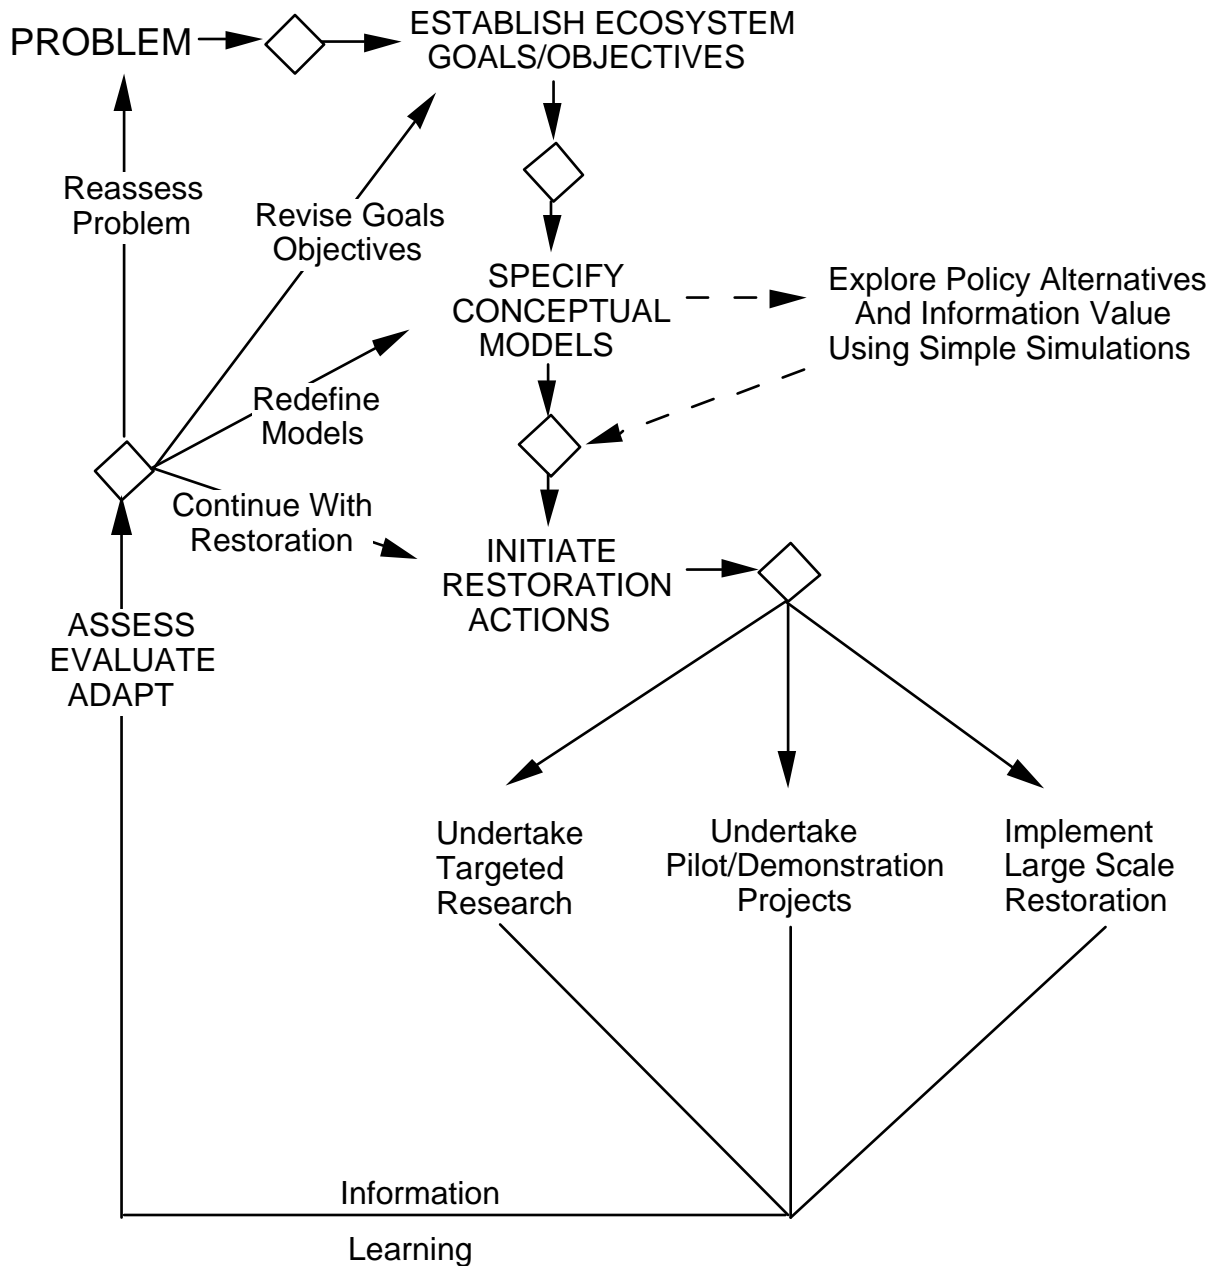 PROBLEM
ESTABLISH ECOSYSTEM
GOALS/OBJECTIVES
Reassess
Problem
Revise Goals
Objectives
SPECIFY
CONCEPTUAL
MODELS
Explore Policy Alternatives
And Information Value
Using Simple Simulations
Redefine
Models
Continue With
Restoration
INITIATE
RESTORATION
ACTIONS
ASSESS
EVALUATE
ADAPT
Undertake
Targeted
Research
Undertake
Pilot/Demonstration
Projects
Implement
Large Scale
Restoration
Information
Learning